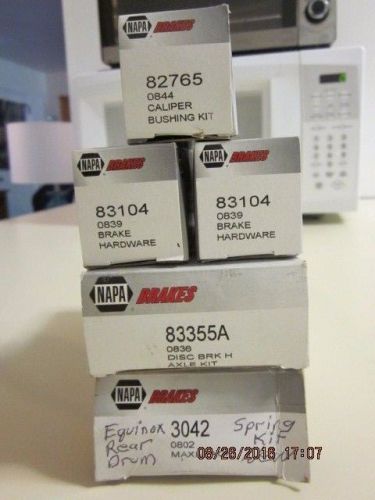 NAPA BRAKES
82765
0844
CALIPER
BUSHING KIT
NAPA BRAKES
83104
0839
BRAKE
HARDWARE
NAPA BRAKES
83104
0839
BRAKE
HARDWARE
NAPA BRAKES
83355A
0836
DISC BRK H
AXLE KIT
NAPA BRAKES
Equinox 3042 Spring
Rear 0802 Kit
Drum MAX
09/26/2016 17:07